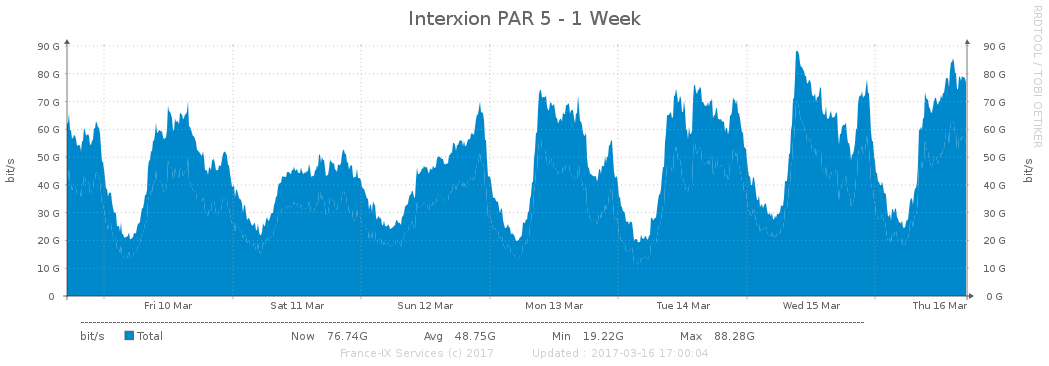 Interxion PAR 5 - 1 Week
RRDTOOL / TOBI OETIKER
90 G 90 G
80 G 80 G
70 G 70 G
60 G 60 G
50 G 50 G
40 G 40 G
30 G 30 G
20 G 20 G
10 G 10 G
0 0 G
bit/s
bit/s
Fri 10 Mar Sat 11 Mar Sun 12 Mar Mon 13 Mar Tue 14 Mar Wed 15 Mar Thu 16 Mar
bit/s Total Now 76.74G Avg 48.75G Min 19.22G Max 88.28G
France-IX Services (c) 2017 Updated : 2017-03-16 17:00:04